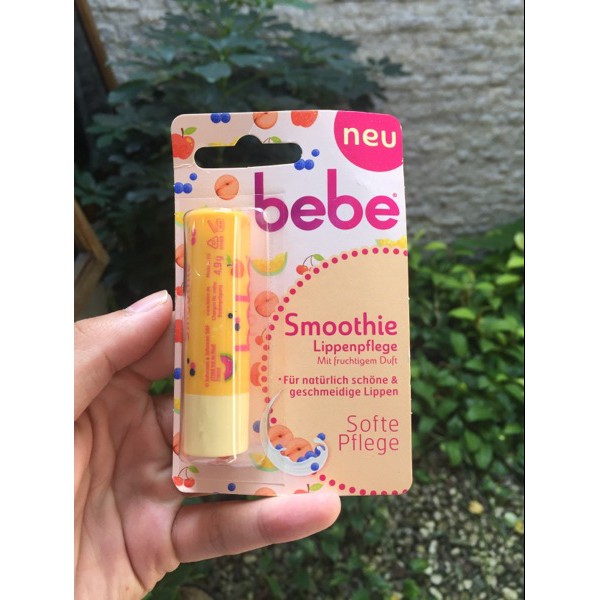 neu
bebe®
Smoothie
Lippenpflege
Mit fruchtigem Duft
• Für natürlich schöne &
geschmeidige Lippen
Softe
Pflege
4,9g